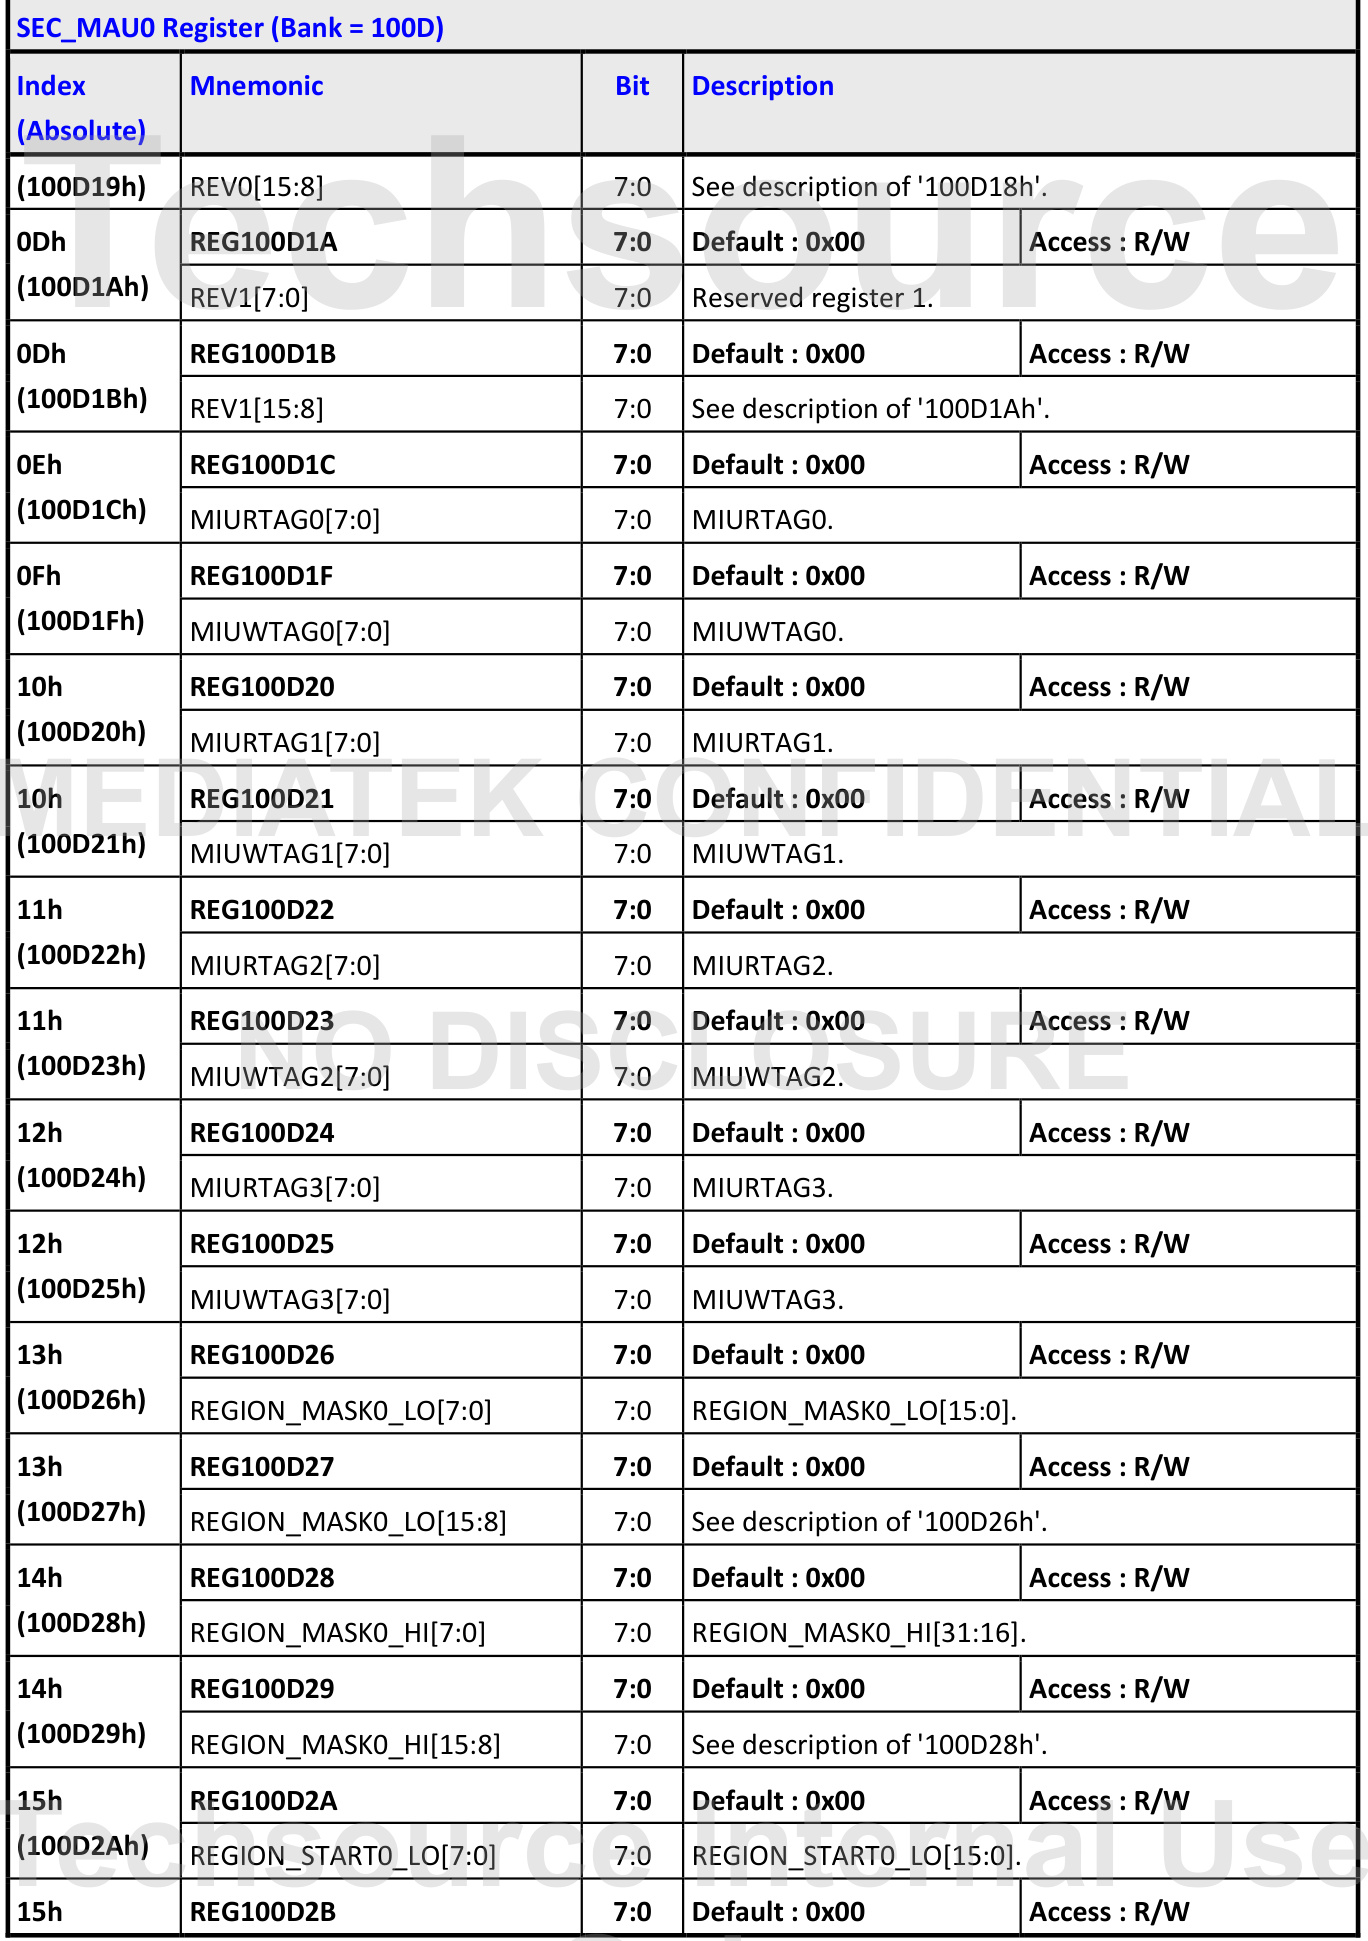 SEC_MAU0 Register (Bank = 100D)
Index (Absolute) Mnemonic Bit Description
(100D19h) REV0[15:8] 7:0 See description of '100D18h'.
0Dh REG100D1A 7:0 Default : 0x00 Access : R/W
(100D1Ah) REV1[7:0] 7:0 Reserved register 1.
0Dh REG100D1B 7:0 Default : 0x00 Access : R/W
(100D1Bh) REV1[15:8] 7:0 See description of '100D1Ah'.
0Eh REG100D1C 7:0 Default : 0x00 Access : R/W
(100D1Ch) MIURTAG0[7:0] 7:0 MIURTAG0.
0Fh REG100D1F 7:0 Default : 0x00 Access : R/W
(100D1Fh) MIUWTAG0[7:0] 7:0 MIUWTAG0.
10h REG100D20 7:0 Default : 0x00 Access : R/W
(100D20h) MIURTAG1[7:0] 7:0 MIURTAG1.
10h REG100D21 7:0 Default : 0x00 Access : R/W
(100D21h) MIUWTAG1[7:0] 7:0 MIUWTAG1.
11h REG100D22 7:0 Default : 0x00 Access : R/W
(100D22h) MIURTAG2[7:0] 7:0 MIURTAG2.
11h REG100D23 7:0 Default : 0x00 Access : R/W
(100D23h) MIUWTAG2[7:0] 7:0 MIUWTAG2.
12h REG100D24 7:0 Default : 0x00 Access : R/W
(100D24h) MIURTAG3[7:0] 7:0 MIURTAG3.
12h REG100D25 7:0 Default : 0x00 Access : R/W
(100D25h) MIUWTAG3[7:0] 7:0 MIUWTAG3.
13h REG100D26 7:0 Default : 0x00 Access : R/W
(100D26h) REGION_MASK0_LO[7:0] 7:0 REGION_MASK0_LO[15:0].
13h REG100D27 7:0 Default : 0x00 Access : R/W
(100D27h) REGION_MASK0_LO[15:8] 7:0 See description of '100D26h'.
14h REG100D28 7:0 Default : 0x00 Access : R/W
(100D28h) REGION_MASK0_HI[7:0] 7:0 REGION_MASK0_HI[31:16].
14h REG100D29 7:0 Default : 0x00 Access : R/W
(100D29h) REGION_MASK0_HI[15:8] 7:0 See description of '100D28h'.
15h REG100D2A 7:0 Default : 0x00 Access : R/W
(100D2Ah) REGION_START0_LO[7:0] 7:0 REGION_START0_LO[15:0].
15h REG100D2B 7:0 Default : 0x00 Access : R/W
Techsource
MEDIATEK CONFIDENTIAL
NO DISCLOSURE
Techsource Internal Use